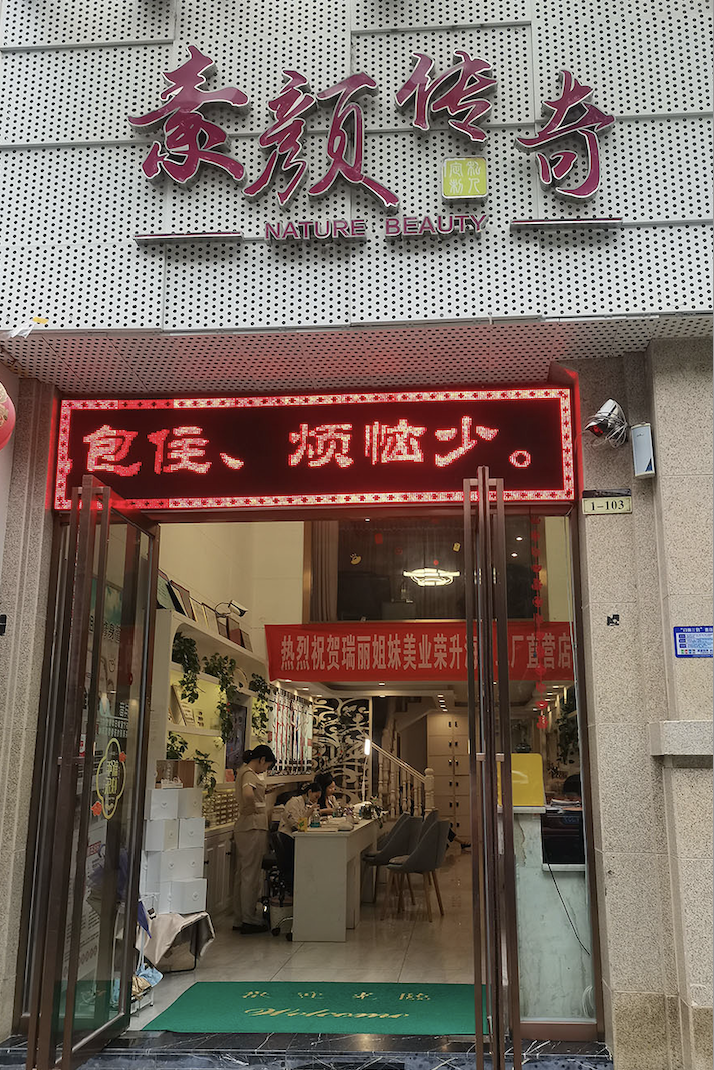 素颜传奇
NATURE BEAUTY
包住、烦恼少。
1-103
热烈祝贺瑞丽姐妹美业荣升 厂直营店
Welcome